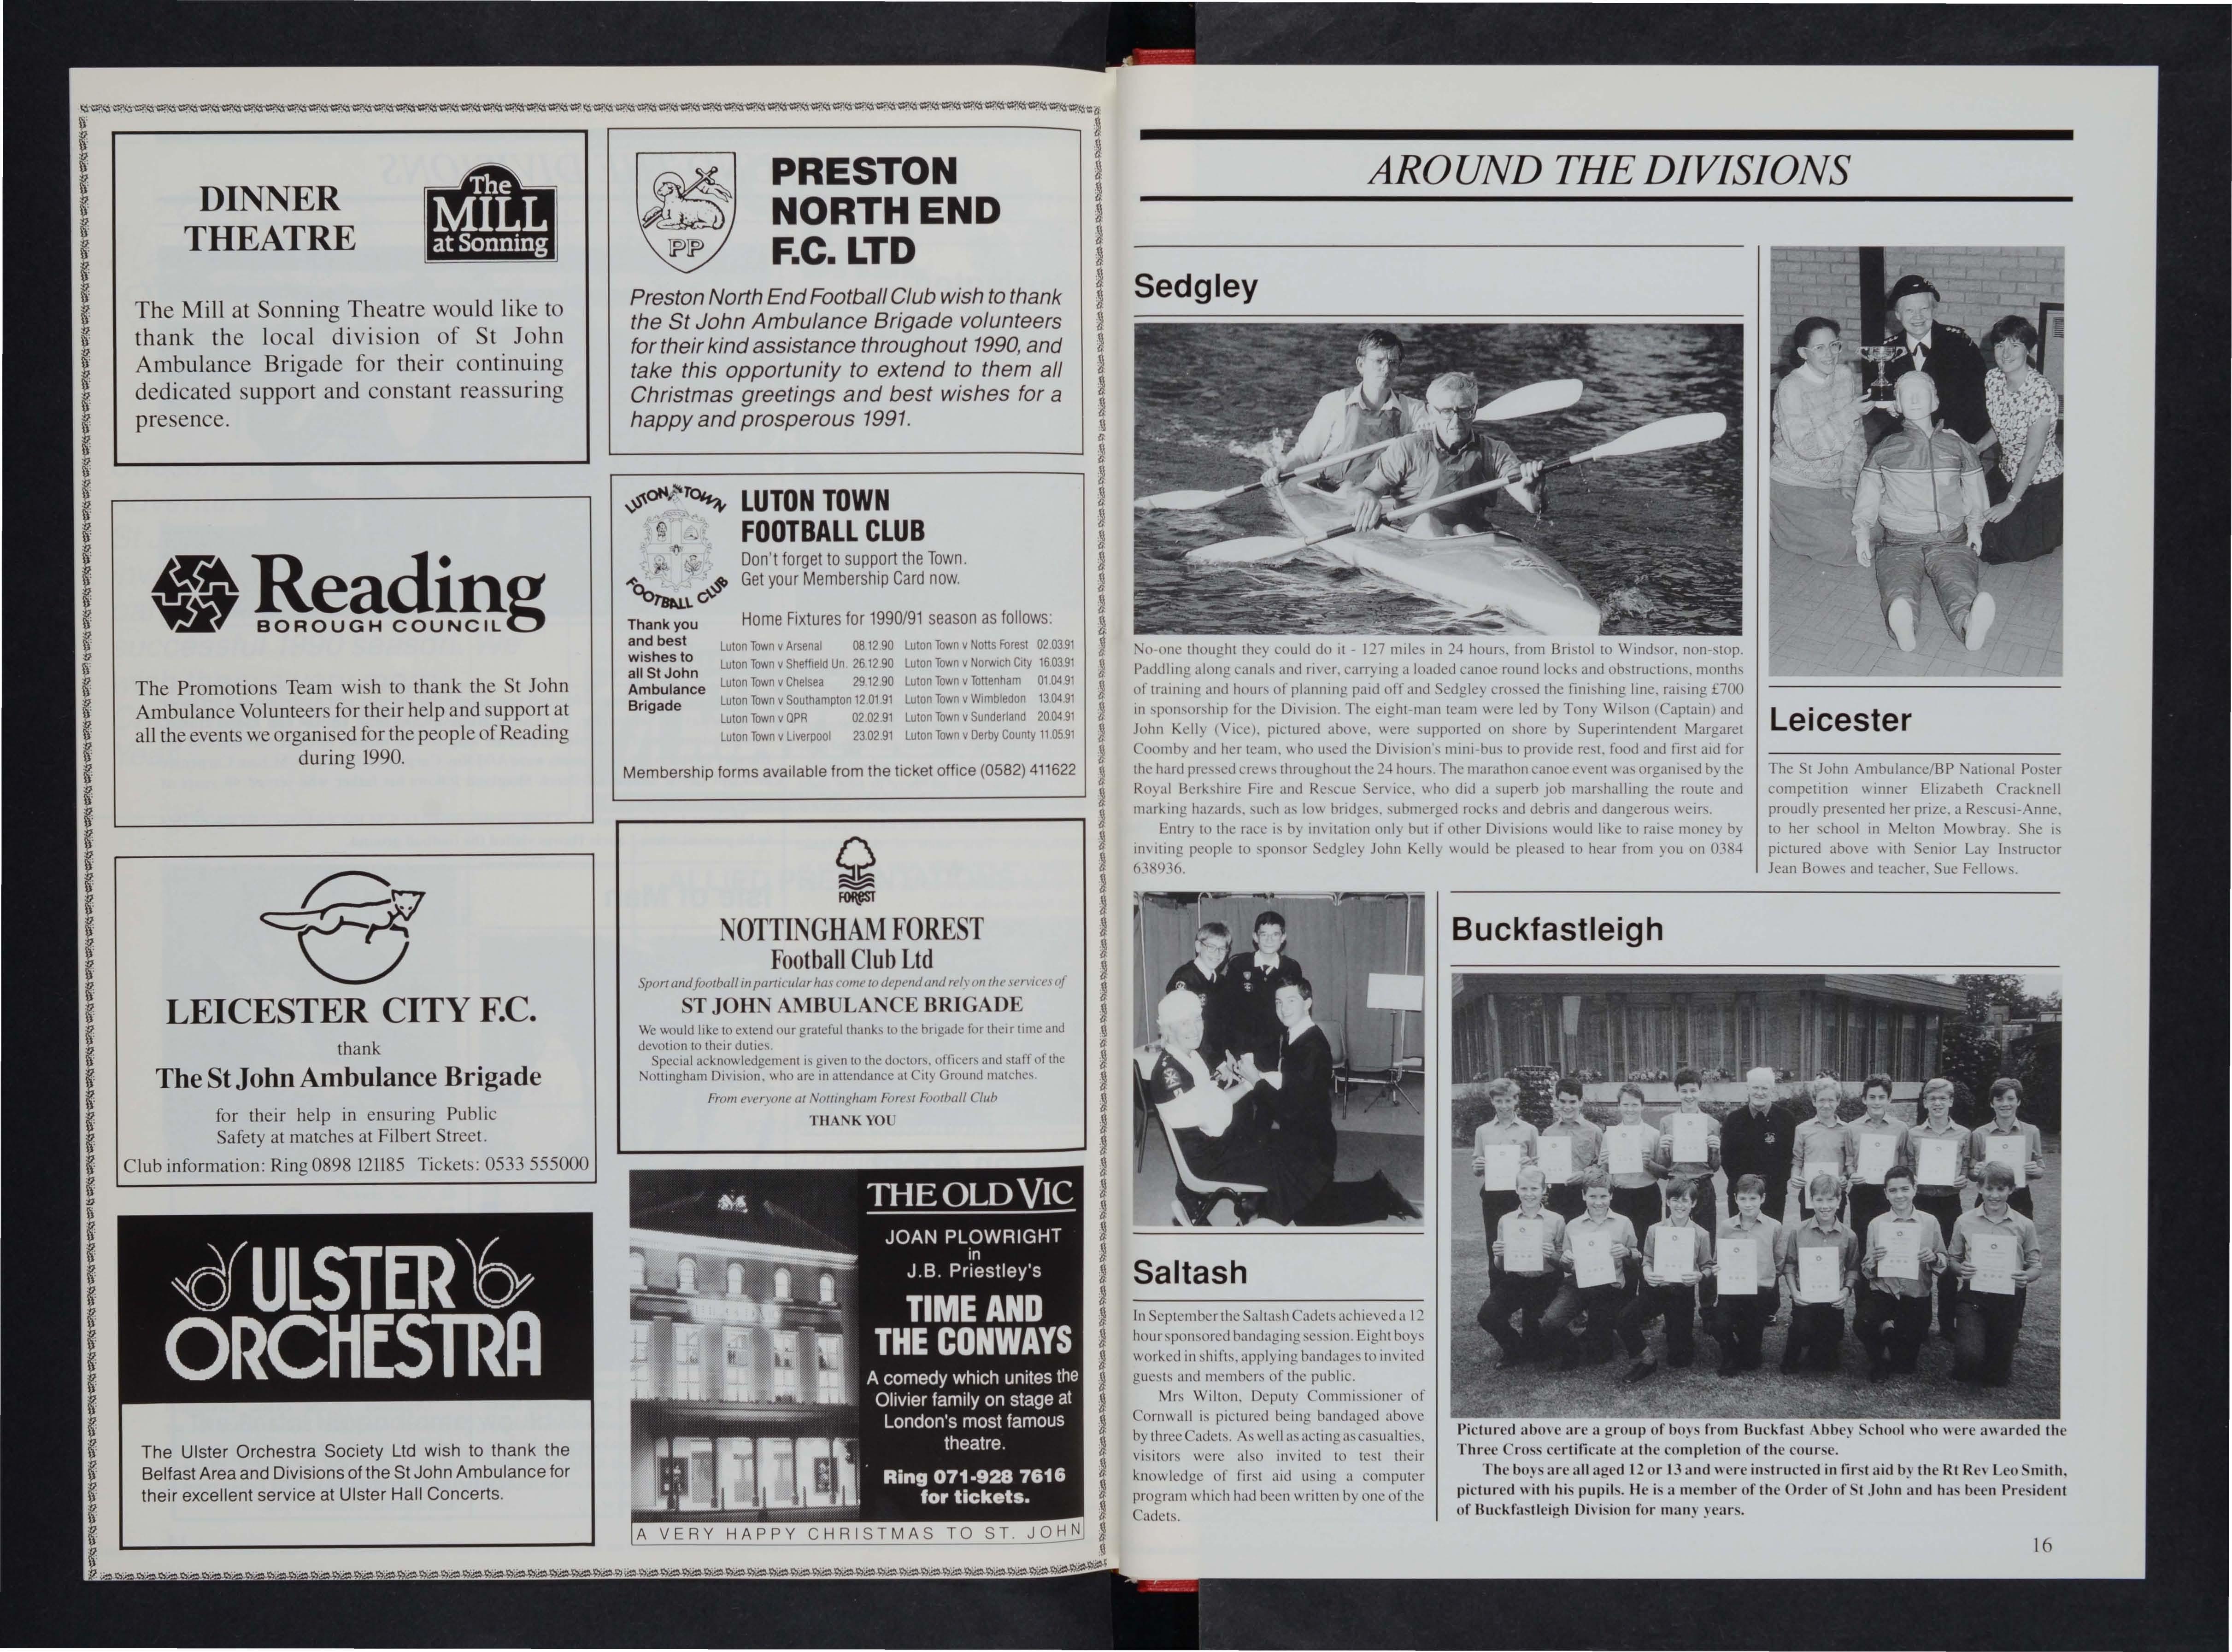 DINNER
THEATRE
The
MILL
at Sonning
The Mill at Sonning Theatre would like to
thank the local division of St John
Ambulance Brigade for their continuing
dedicated support and constant reassuring
presence.
Reading
BOROUGH COUNCIL
The Promotions Team wish to thank the St John
Ambulance Volunteers for their help and support at
all the events we organised for the people of Reading
during 1990.
LEICESTER CITY F.C.
thank
The St John Ambulance Brigade
for their help in ensuring Public
Safety at matches at Filbert Street.
Club information: Ring 0898 121185 Tickets: 0533 555000
ULSTER
ORCHESTRA
The Ulster Orchestra Society Ltd wish to thank the
Belfast Area and Divisions of the St John Ambulance for
their excellent service at Ulster Hall Concerts.
PP
PRESTON
NORTH END
F.C. LTD
Preston North End Football Club wish to thank
the St John Ambulance Brigade volunteers
for their kind assistance throughout 1990, and
take this opportunity to extend to them all
Christmas greetings and best wishes for a
happy and prosperous 1991.
LUTON TOWN
FOOTBALL CLUB
LUTON TOWN
FOOTBALL CLUB
Don't forget to support the Town.
Get your Membership Card now.
Thank you
and best
wishes to
all St John
Ambulance
Brigade
Home Fixtures for 1990/91 season as follows:
Luton Town v Arsenal 08.12.90 Luton Town v Notts Forest 02.03.91
Luton Town v Sheffield Un. 26.12.90 Luton Town v Norwich City 16.03.91
Luton Town v Chelsea 29.12.90 Luton Town v Tottenham 01.04.91
Luton Town v Southampton 12.01.91 Luton Town v Wimbledon 13.04.91
Luton Town v QPR 02.02.91 Luton Town v Sunderland 20.04.91
Luton Town v Liverpool 23.02.91 Luton Town v Derby County 11.05.91
Membership forms available from the ticket office (0582) 411622
FOREST
NOTTINGHAM FOREST
Football Club Ltd
Sport and football in particular has come to depend and rely on the services of
ST JOHN AMBULANCE BRIGADE
We would like to extend our grateful thanks to the brigade for their time and
devotion to their duties.
Special acknowledgement is given to the doctors, officers and staff of the
Nottingham Division, who are in attendance at City Ground matches.
From everyone at Nottingham Forest Football Club
THANK YOU
THE OLD VIC
JOAN PLOWRIGHT
in
J.B. Priestley's
TIME AND
THE CONWAYS
A comedy which unites the
Olivier family on stage at
London's most famous
theatre.
Ring 071-928 7616
for tickets.
A VERY HAPPY CHRISTMAS TO ST. JOHN
AROUND THE DIVISIONS
Sedgley
No-one thought they could do it - 127 miles in 24 hours, from Bristol to Windsor, non-stop.
Paddling along canals and river, carrying a loaded canoe round locks and obstructions, months
of training and hours of planning paid off and Sedgley crossed the finishing line, raising £700
in sponsorship for the Division. The eight-man team were led by Tony Wilson (Captain) and
John Kelly (Vice), pictured above, were supported on shore by Superintendent Margaret
Coomby and her team, who used the Division's mini-bus to provide rest, food and first aid for
the hard pressed crews throughout the 24 hours. The marathon canoe event was organised by the
Royal Berkshire Fire and Rescue Service, who did a superb job marshalling the route and
marking hazards, such as low bridges, submerged rocks and debris and dangerous weirs.
Entry to the race is by invitation only but if other Divisions would like to raise money by
inviting people to sponsor Sedgley John Kelly would be pleased to hear from you on 0384
638936.
Leicester
The St John Ambulance/BP National Poster
competition winner Elizabeth Cracknell
proudly presented her prize, a Rescusi-Anne,
to her school in Melton Mowbray. She is
pictured above with Senior Lay Instructor
Jean Bowes and teacher, Sue Fellows.
Saltash
In September the Saltash Cadets achieved a 12
hour sponsored bandaging session. Eight boys
worked in shifts, applying bandages to invited
guests and members of the public.
Mrs Wilton, Deputy Commissioner of
Cornwall is pictured being bandaged above
by three Cadets. As well as acting as casualties,
visitors were also invited to test their
knowledge of first aid using a computer
program which had been written by one of the
Cadets.
Buckfastleigh
Pictured above are a group of boys from Buckfast Abbey School who were awarded the
Three Cross certificate at the completion of the course.
The boys are all aged 12 or 13 and were instructed in first aid by the Rt Rev Leo Smith,
pictured with his pupils. He is a member of the Order of St John and has been President
of Buckfastleigh Division for many years.
16